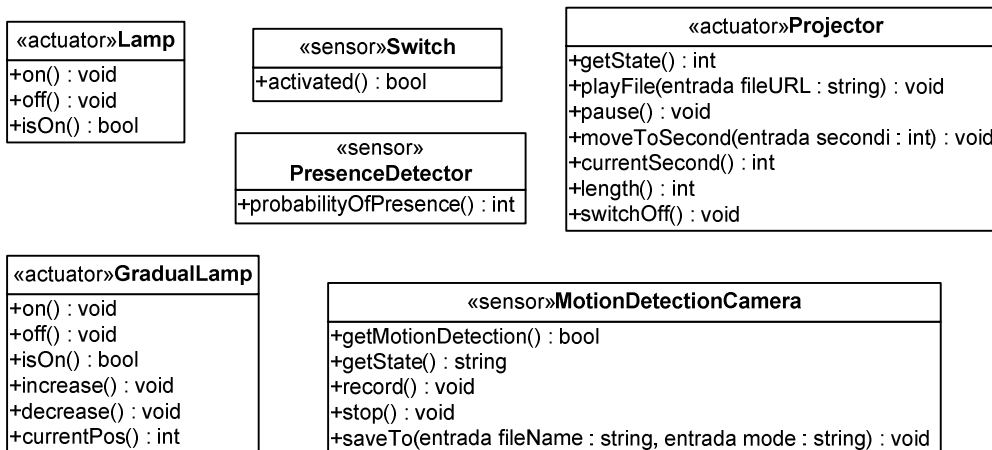 «actuator»Lamp
+on() : void
+off() : void
+isOn() : bool
«sensor»Switch
+activated() : bool
«sensor»
PresenceDetector
+probabilityOfPresence() : int
«actuator»Projector
+getState() : int
+playFile(entrada fileURL : string) : void
+pause() : void
+moveToSecond(entrada secondi : int) : void
+currentSecond() : int
+length() : int
+switchOff() : void
«actuator»GradualLamp
+on() : void
+off() : void
+isOn() : bool
+increase() : void
+decrease() : void
+currentPos() : int
«sensor»MotionDetectionCamera
+getMotionDetection() : bool
+getState() : string
+record() : void
+stop() : void
+saveTo(entrada fileName : string, entrada mode : string) : void